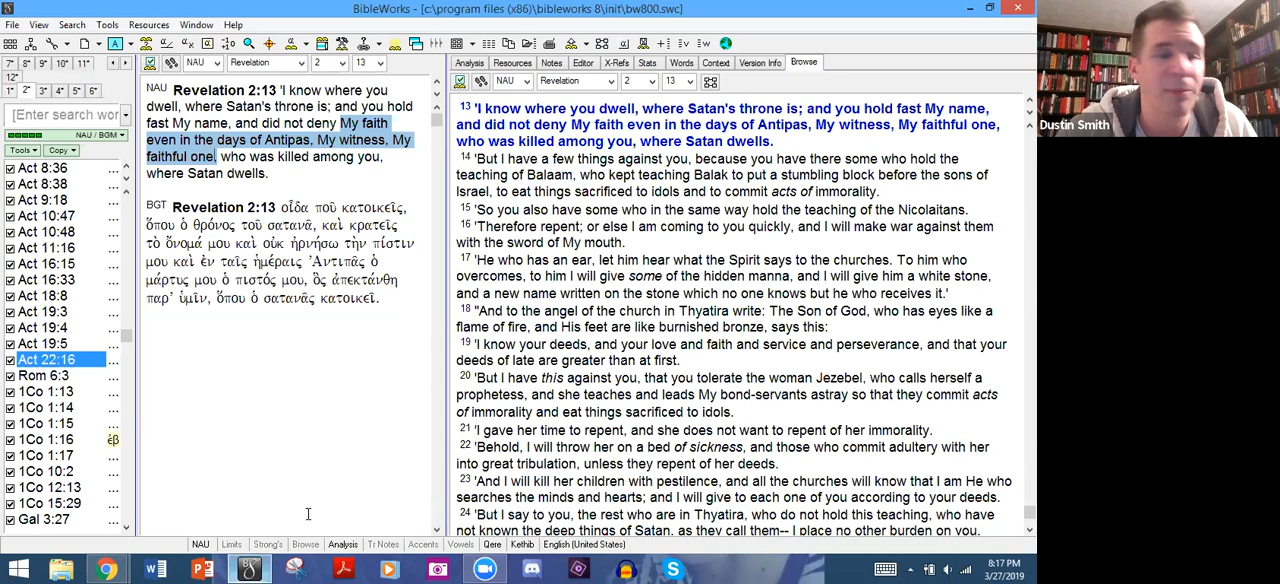 BibleWorks - [c:\program files (x86)\bibleworks 8\init\bw800.swc]
File View Search Tools Resources Window Help
7" 8" 9" 10" 11"
12"
1" 2" 3" 4" 5" 6"
[Enter search wor
NAU / BGM
Tools Copy
Act 8:36 ...
Act 8:38 ...
Act 9:18 ...
Act 10:47 ...
Act 10:48 ...
Act 11:16 ...
Act 16:15 ...
Act 16:33 ...
Act 18:8 ...
Act 19:3 ...
Act 19:4 ...
Act 19:5 ...
Act 22:16 ...
Rom 6:3 ...
1Co 1:13 ...
1Co 1:14 ...
1Co 1:15 ...
1Co 1:16
1Co 1:17 ...
1Co 10:2 ...
1Co 12:13 ...
1Co 15:29 ...
Gal 3:27 ...
NAU Revelation 2 13
NAU Revelation 2:13 'I know where you
dwell, where Satan's throne is; and you hold
fast My name, and did not deny My faith
even in the days of Antipas, My witness, My
faithful one, who was killed among you,
where Satan dwells.
BGT Revelation 2:13 οἶδα ποῦ κατοικεῖς,
ὅπου ὁ θρόνος τοῦ σατανᾶ, καὶ κρατεῖς
τὸ ὄνομά μου καὶ οὐκ ἠρνήσω τὴν πίστιν
μου καὶ ἐν ταῖς ἡμέραις Ἀντιπᾶς ὁ
μάρτυς μου ὁ πιστός μου, ὃς ἀπεκτάνθη
παρ' ὑμῖν, ὅπου ὁ σατανᾶς κατοικεῖ.
Analysis Resources Notes Editor X-Refs Stats Words Context Version Info Browse
NAU Revelation 2 13
13 'I know where you dwell, where Satan's throne is; and you hold fast My name,
and did not deny My faith even in the days of Antipas, My witness, My faithful one,
who was killed among you, where Satan dwells.
14 'But I have a few things against you, because you have there some who hold the
teaching of Balaam, who kept teaching Balak to put a stumbling block before the sons of
Israel, to eat things sacrificed to idols and to commit acts of immorality.
15 'So you also have some who in the same way hold the teaching of the Nicolaitans.
16 'Therefore repent; or else I am coming to you quickly, and I will make war against them
with the sword of My mouth.
17 'He who has an ear, let him hear what the Spirit says to the churches. To him who
overcomes, to him I will give some of the hidden manna, and I will give him a white stone,
and a new name written on the stone which no one knows but he who receives it.'
18 "And to the angel of the church in Thyatira write: The Son of God, who has eyes like a
flame of fire, and His feet are like burnished bronze, says this:
19 'I know your deeds, and your love and faith and service and perseverance, and that your
deeds of late are greater than at first.
20 'But I have this against you, that you tolerate the woman Jezebel, who calls herself a
prophetess, and she teaches and leads My bond-servants astray so that they commit acts
of immorality and eat things sacrificed to idols.
21 'I gave her time to repent, and she does not want to repent of her immorality.
22 'Behold, I will throw her on a bed of sickness, and those who commit adultery with her
into great tribulation, unless they repent of her deeds.
23 'And I will kill her children with pestilence, and all the churches will know that I am He who
searches the minds and hearts; and I will give to each one of you according to your deeds.
24 'But I say to you, the rest who are in Thyatira, who do not hold this teaching, who have
not known the deep things of Satan, as they call them-- I place no other burden on you.
NAU Limits Strong's Browse Analysis Tr Notes Accents Vowels Qere Kethib English (United States)
Dustin Smith
8:17 PM
3/27/2019